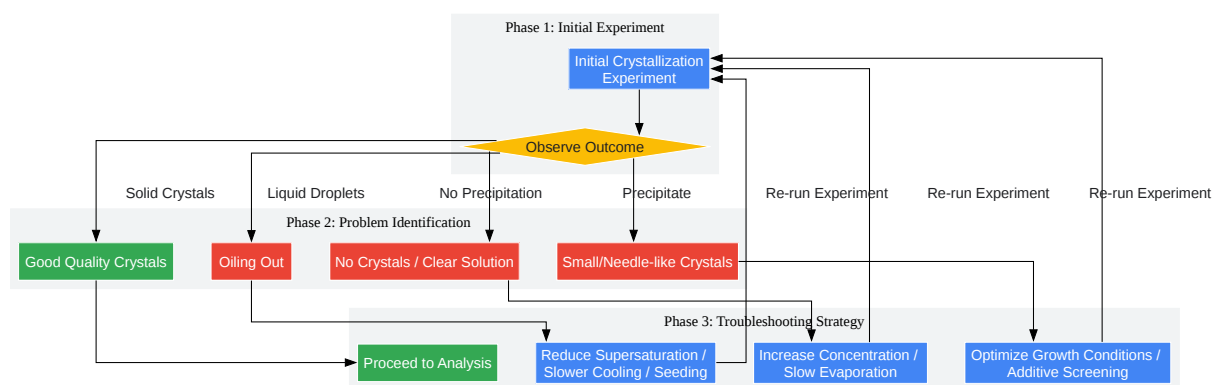 Phase 1: Initial Experiment
Initial Crystallization
Experiment
Observe Outcome
Solid Crystals
Liquid Droplets
No Precipitation
Precipitate
Re-run Experiment
Re-run Experiment
Re-run Experiment
Phase 2: Problem Identification
Good Quality Crystals
Oiling Out
No Crystals / Clear Solution
Small/Needle-like Crystals
Phase 3: Troubleshooting Strategy
Proceed to Analysis
Reduce Supersaturation /
Slower Cooling / Seeding
Increase Concentration /
Slow Evaporation
Optimize Growth Conditions /
Additive Screening